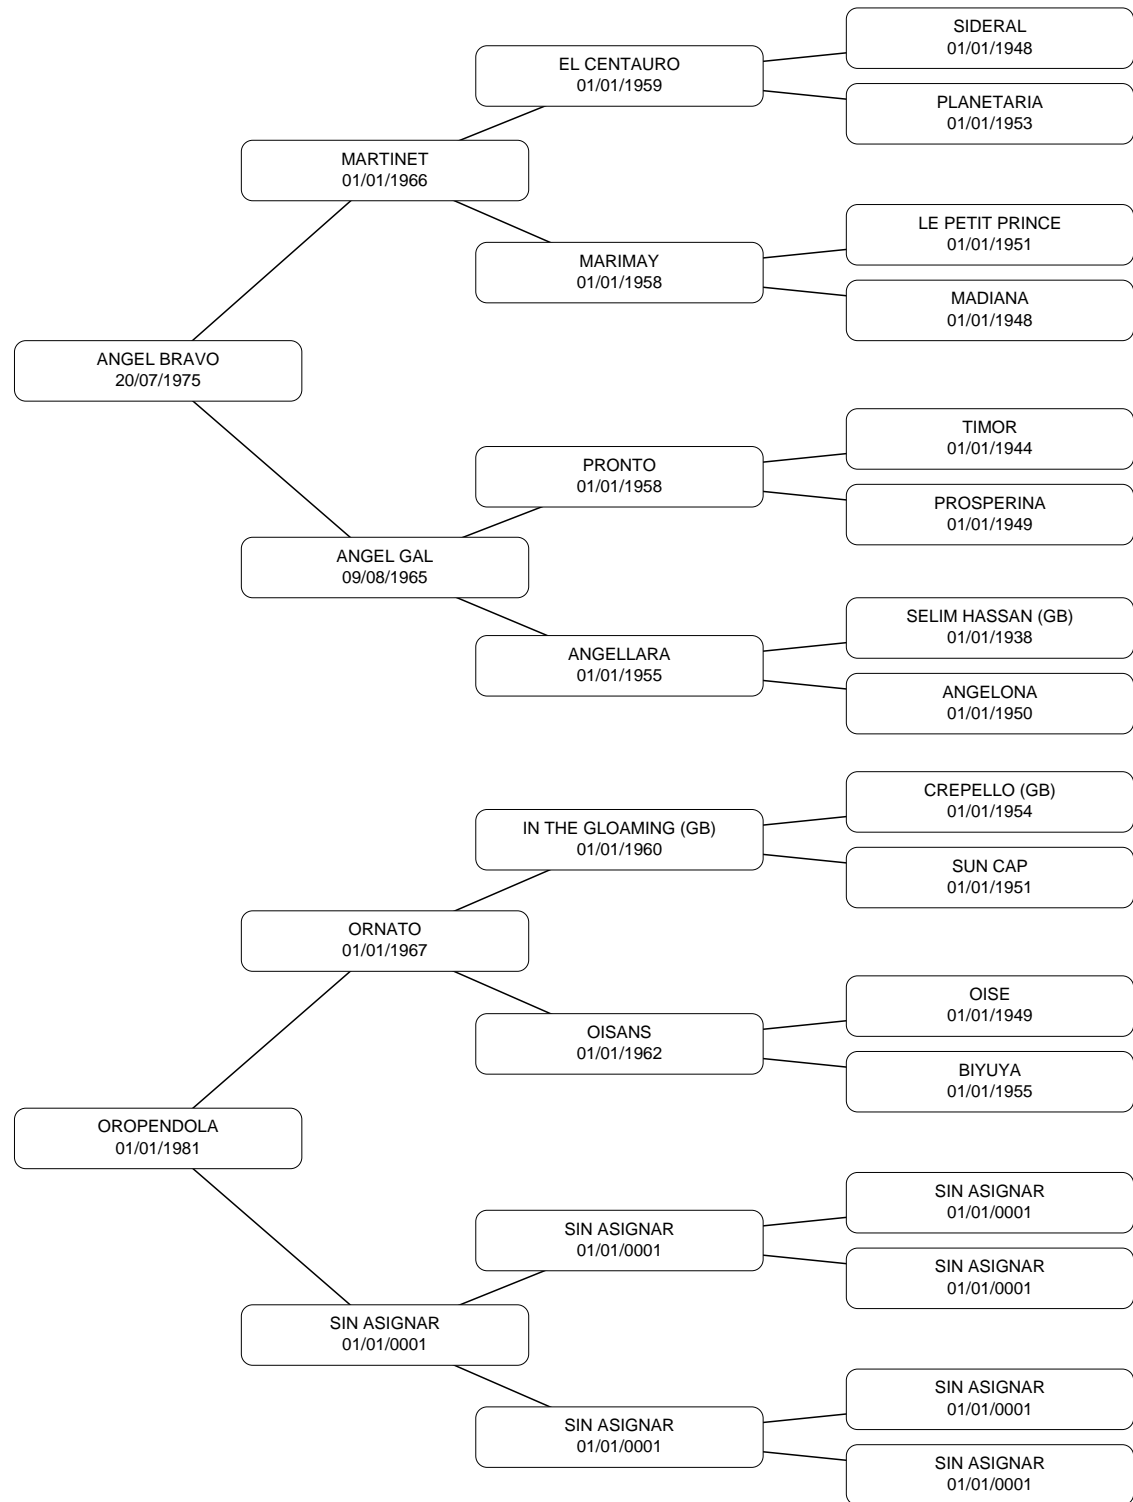 SIDERAL
01/01/1948
EL CENTAURO
01/01/1959
PLANETARIA
01/01/1953
MARTINET
01/01/1966
LE PETIT PRINCE
01/01/1951
MARIMAY
01/01/1958
MADIANA
01/01/1948
ANGEL BRAVO
20/07/1975
TIMOR
01/01/1944
PRONTO
01/01/1958
PROSPERINA
01/01/1949
ANGEL GAL
09/08/1965
SELIM HASSAN (GB)
01/01/1938
ANGELLARA
01/01/1955
ANGELONA
01/01/1950
CREPELLO (GB)
01/01/1954
IN THE GLOAMING (GB)
01/01/1960
SUN CAP
01/01/1951
ORNATO
01/01/1967
OISE
01/01/1949
OISANS
01/01/1962
BIYUYA
01/01/1955
OROPENDOLA
01/01/1981
SIN ASIGNAR
01/01/0001
SIN ASIGNAR
01/01/0001
SIN ASIGNAR
01/01/0001
SIN ASIGNAR
01/01/0001
SIN ASIGNAR
01/01/0001
SIN ASIGNAR
01/01/0001
SIN ASIGNAR
01/01/0001